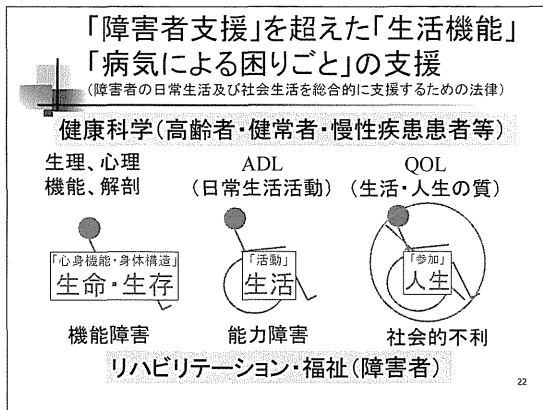 「障害者支援」を超えた「生活機能」
「病気による困りごと」の支援
(障害者の日常生活及び社会生活を総合的に支援するための法律)
健康科学(高齢者・健常者・慢性疾患患者等)
生理、心理
機能、解剖
ADL
(日常生活活動)
QOL
(生活・人生の質)
「心身機能・身体構造」
生命・生存
「活動」
生活
「参加」
人生
機能障害
能力障害
社会的不利
リハビリテーション・福祉(障害者)
22